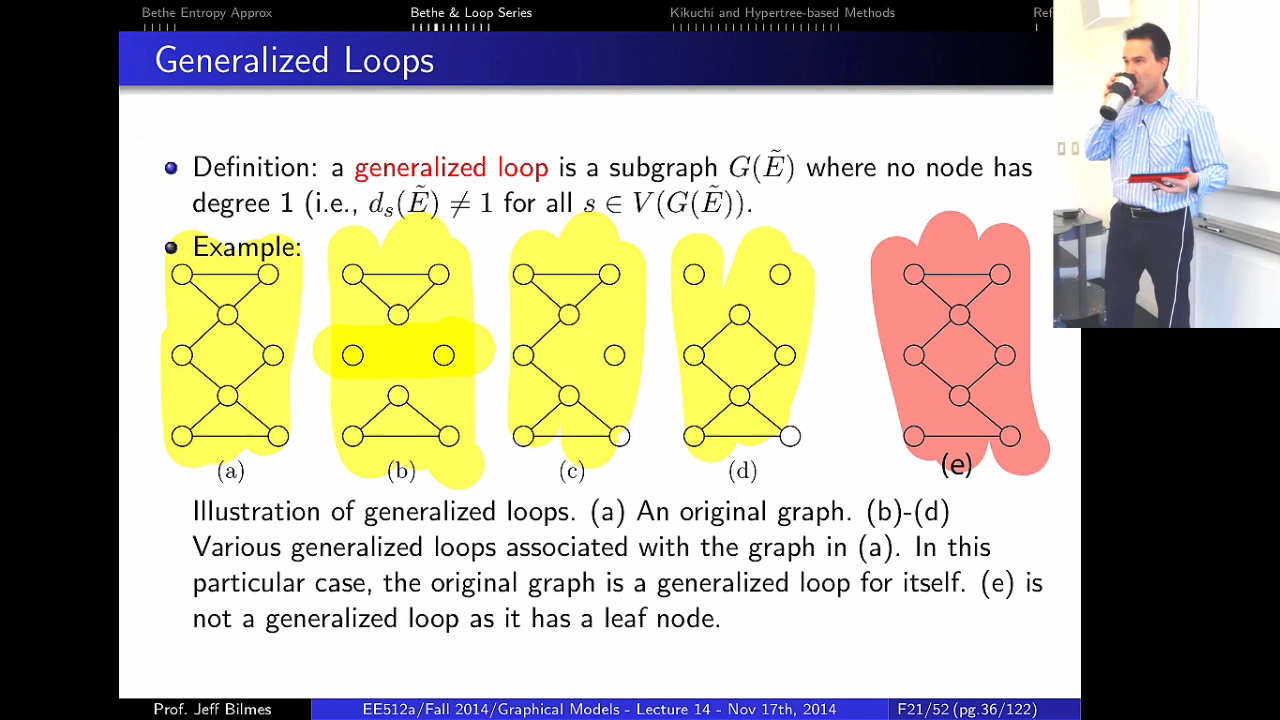 Bethe Entropy Approx
Bethe & Loop Series
Kikuchi and Hypertree-based Methods
Ref
Generalized Loops
Definition: a generalized loop is a subgraph G(Ẽ) where no node has
degree 1 (i.e., d_s(Ẽ) ≠ 1 for all s ∈ V(G(Ẽ)).
Example:
(a)
(b)
(c)
(d)
(e)
Illustration of generalized loops. (a) An original graph. (b)-(d)
Various generalized loops associated with the graph in (a). In this
particular case, the original graph is a generalized loop for itself. (e) is
not a generalized loop as it has a leaf node.
Prof. Jeff Bilmes
EE512a/Fall 2014/Graphical Models - Lecture 14 - Nov 17th, 2014
F21/52 (pg.36/122)